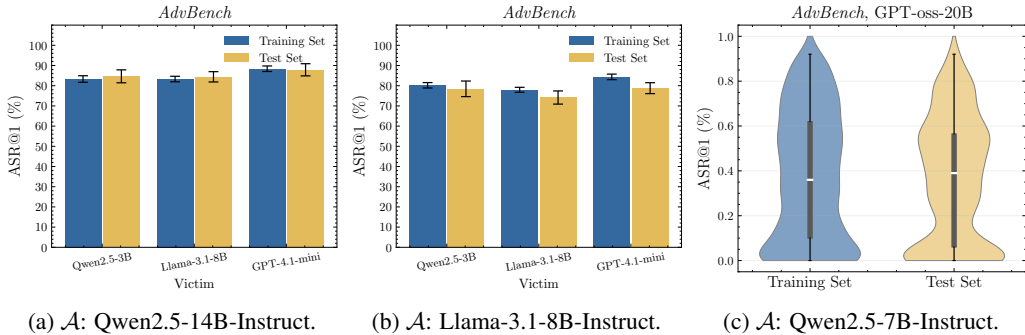 AdvBench
ASR@1 (%)
100
90
80
70
60
50
40
30
20
10
0
Training Set
Test Set
Qwen2.5-3B
Llama-3.1-8B
GPT-4.1-mini
Victim
(a) 𝒜: Qwen2.5-14B-Instruct.
AdvBench
ASR@1 (%)
100
90
80
70
60
50
40
30
20
10
0
Training Set
Test Set
Qwen2.5-3B
Llama-3.1-8B
GPT-4.1-mini
Victim
(b) 𝒜: Llama-3.1-8B-Instruct.
AdvBench, GPT-oss-20B
ASR@1 (%)
1.0
0.8
0.6
0.4
0.2
0.0
Training Set
Test Set
(c) 𝒜: Qwen2.5-7B-Instruct.